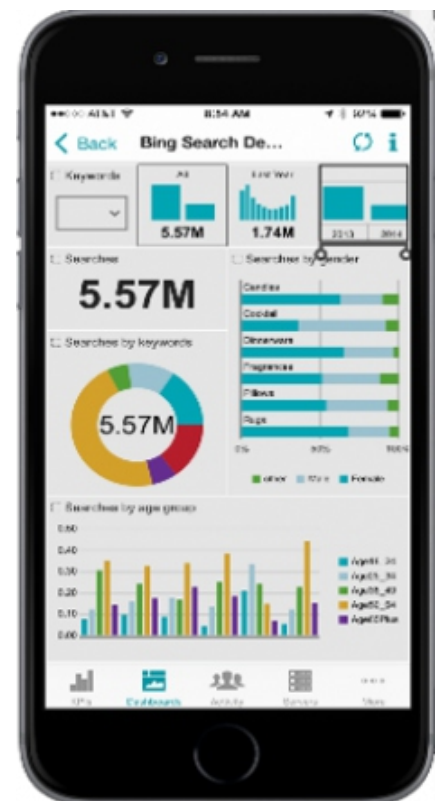 AT&T 8:54 AM
Back Bing Search De...
Keywords
All
5.57M
Last Year
1.74M
2013 2014
Searches
5.57M
Searches by gender
Candles
Cocktail
Dinnerware
Fragrances
Pillows
Rugs
0% 50% 100%
other Male Female
Searches by keywords
5.57M
Searches by age group
0.50
0.40
0.30
0.20
0.10
0.00
KPIs Dashboards Activity Servers More